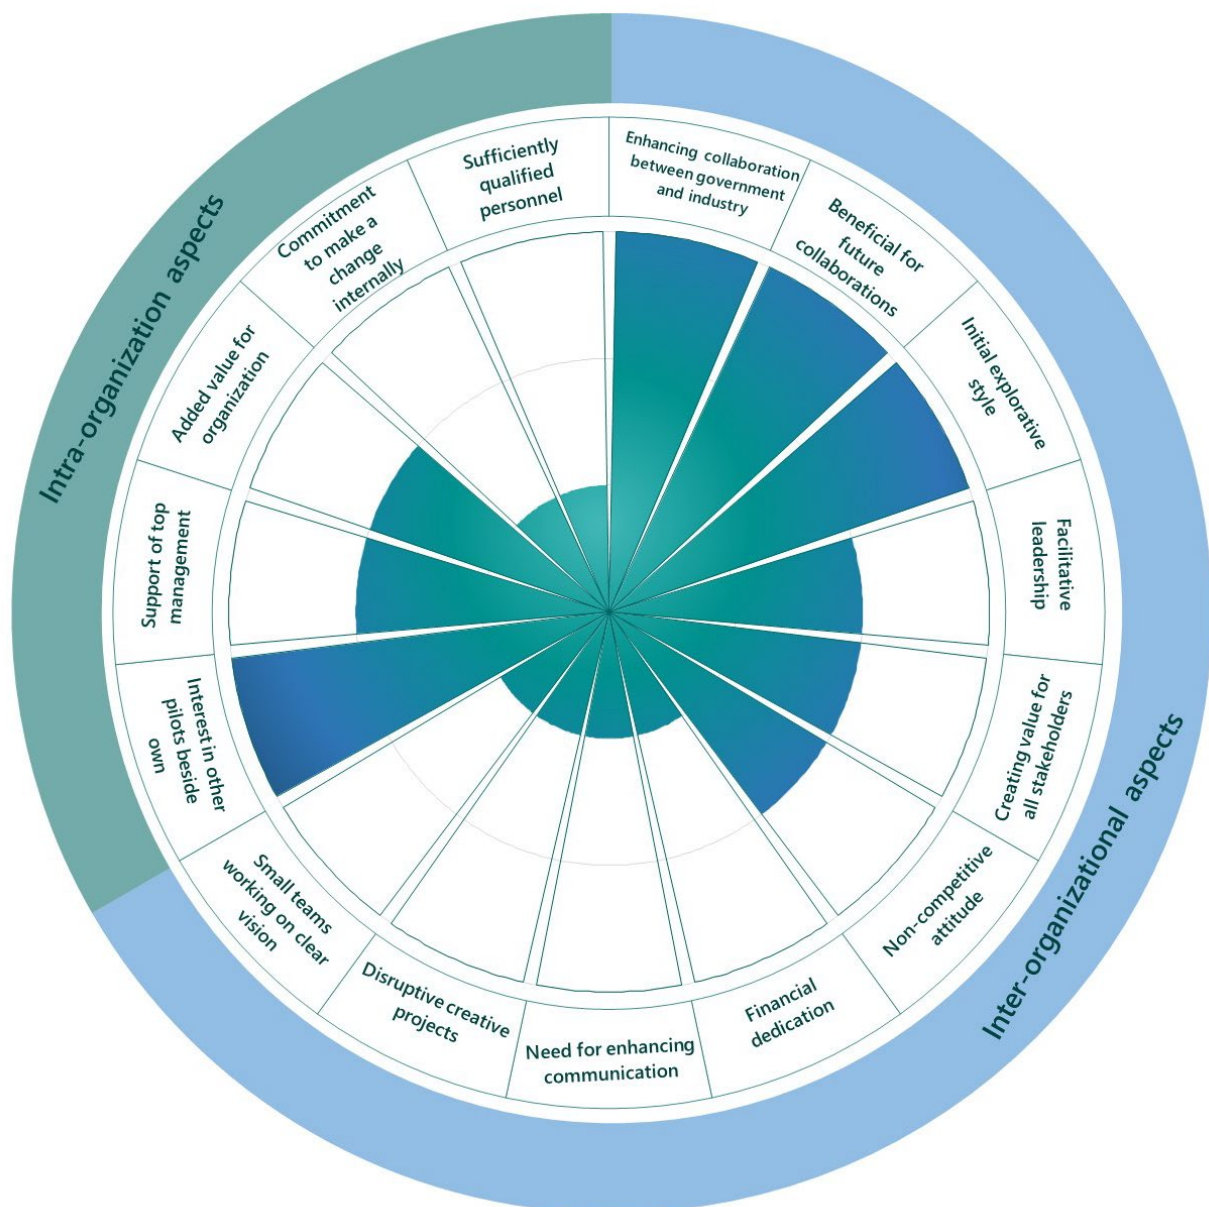 Intra-organization aspects
Inter-organizational aspects
Enhancing collaboration
between government
and industry
Beneficial for
future
collaborations
Initial explorative
style
Facilitative
leadership
Creating value for
all stakeholders
Non-competitive
attitude
Financial
dedication
Need for enhancing
communication
Disruptive creative
projects
Small teams
working on clear
vision
Interest in other
pilots beside
own
Support of top
management
Added value for
organization
Commitment
to make a
change
internally
Sufficiently
qualified
personnel